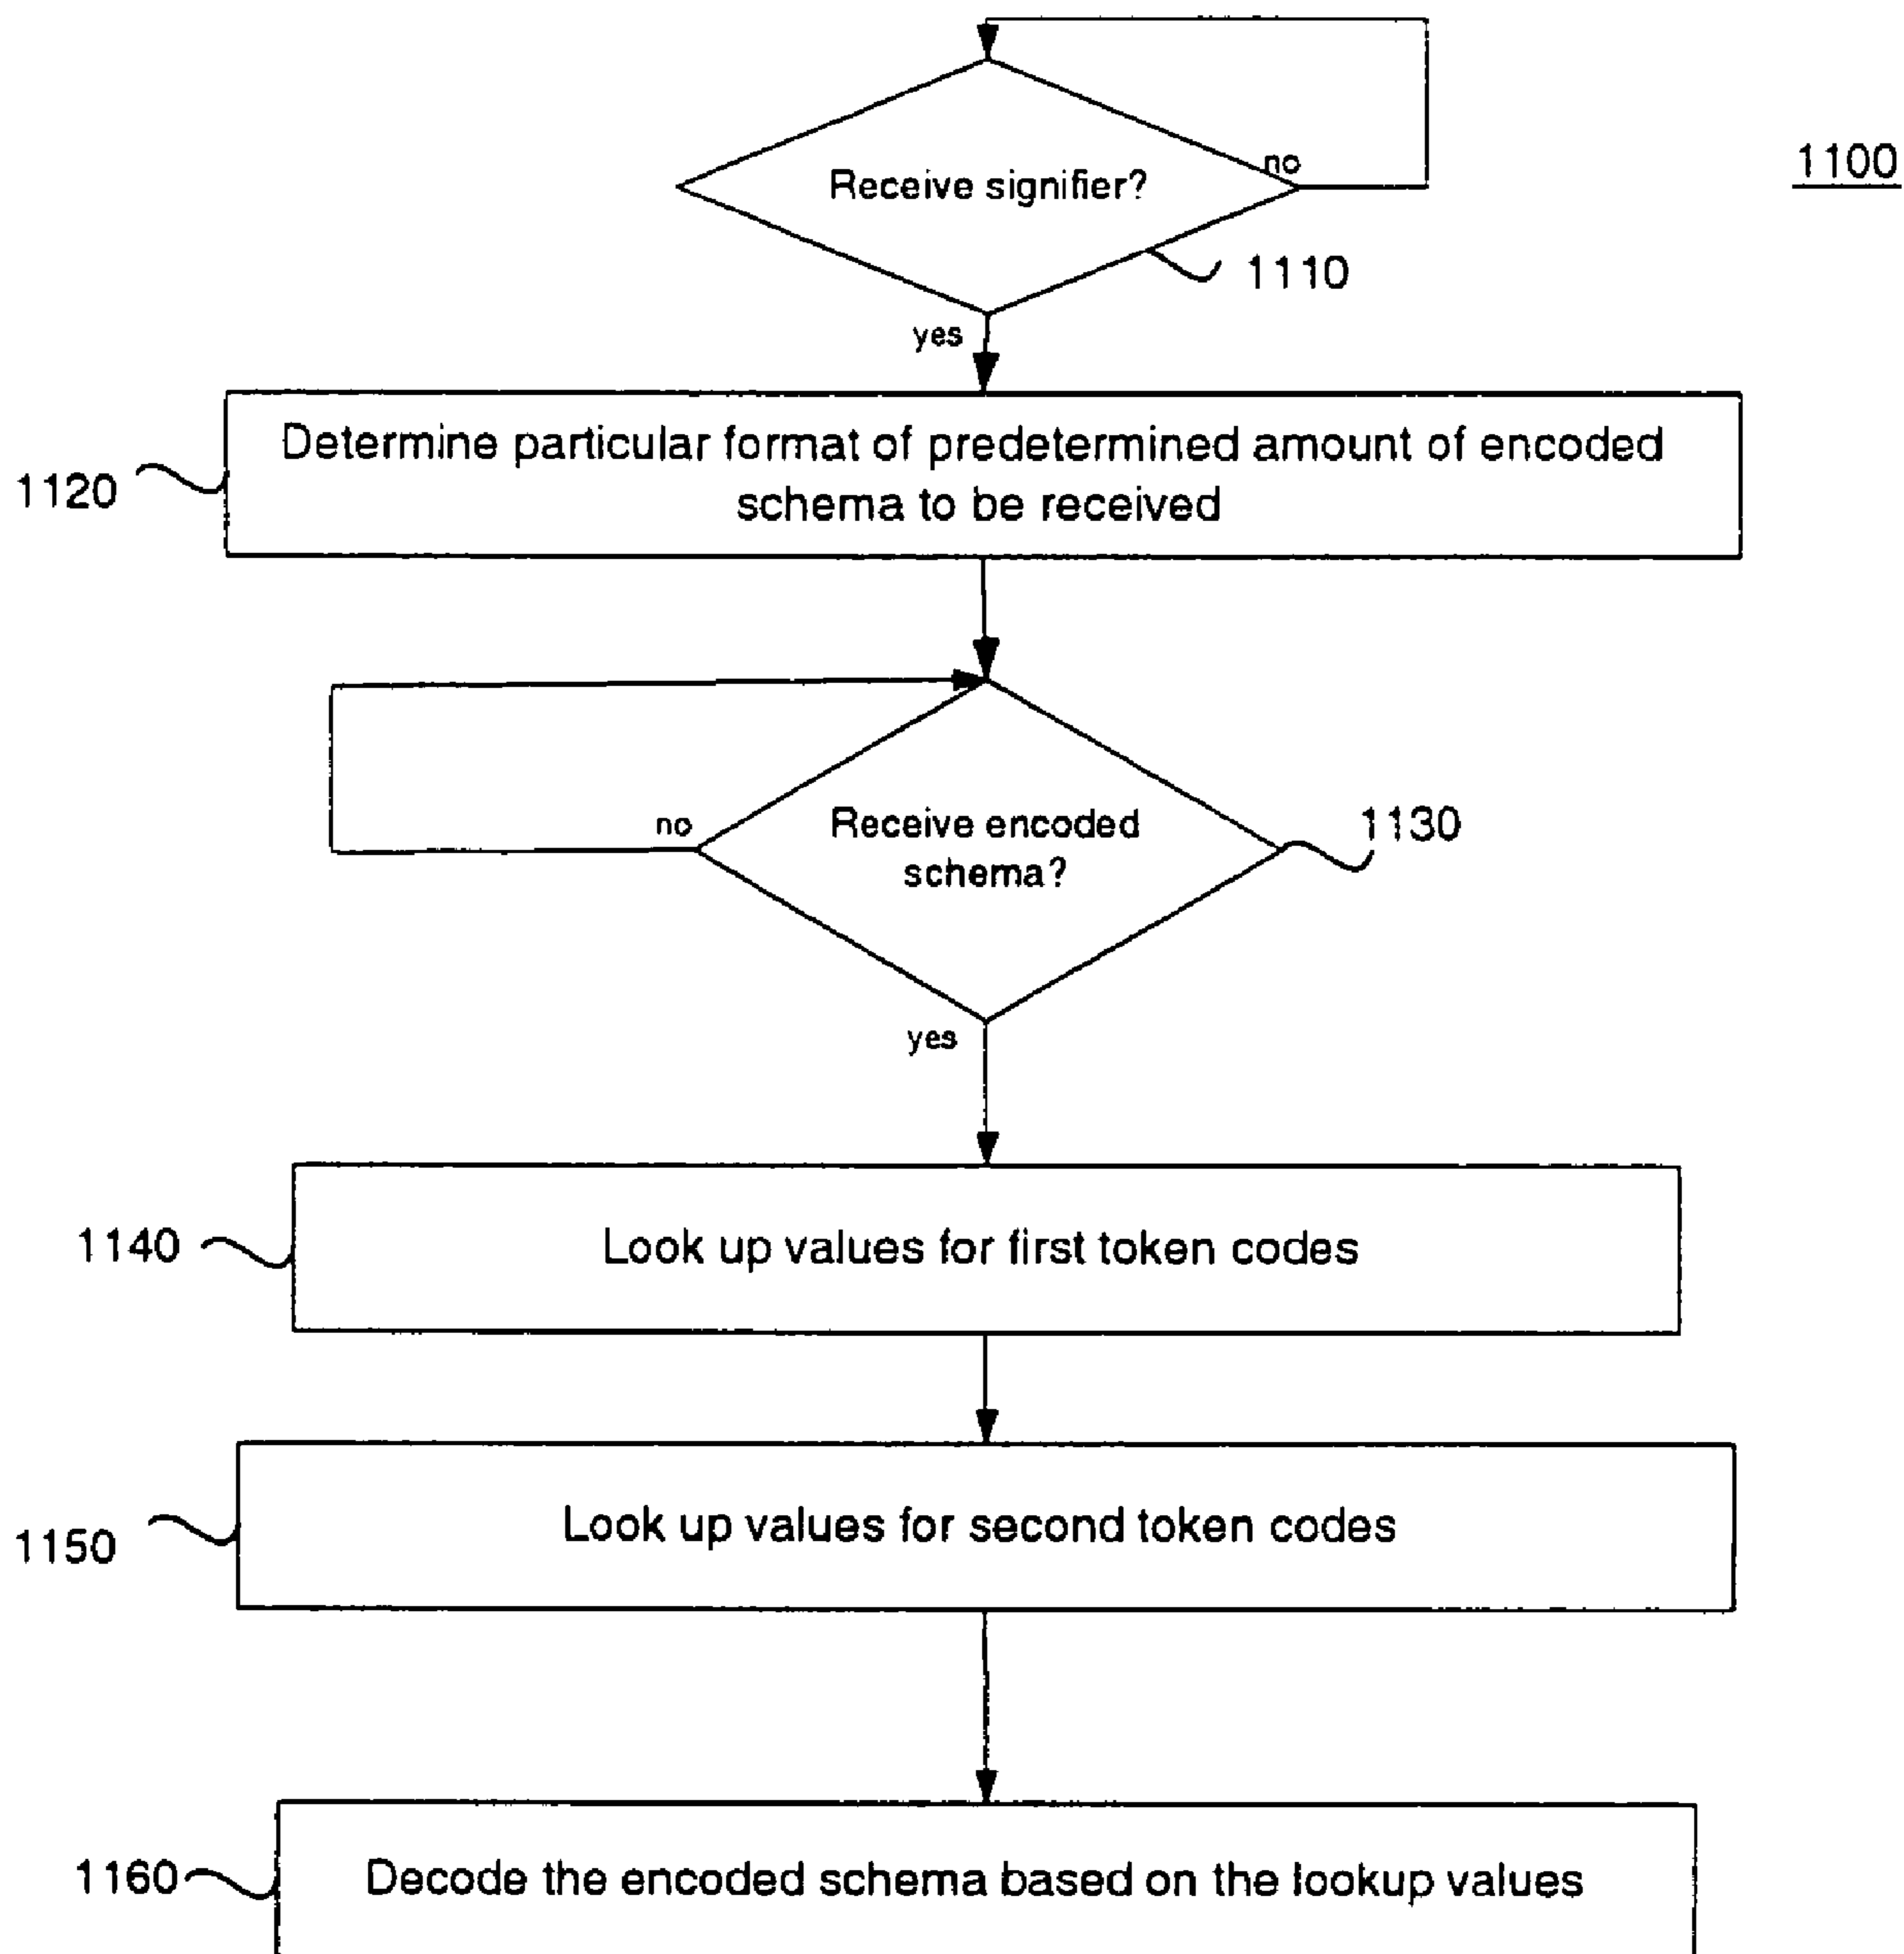 no
Receive signifier?
1100
1110
yes
Determine particular format of predetermined amount of encoded
schema to be received
1120
no
Receive encoded
schema?
1130
yes
1140
Look up values for first token codes
1150
Look up values for second token codes
1160
Decode the encoded schema based on the lookup values